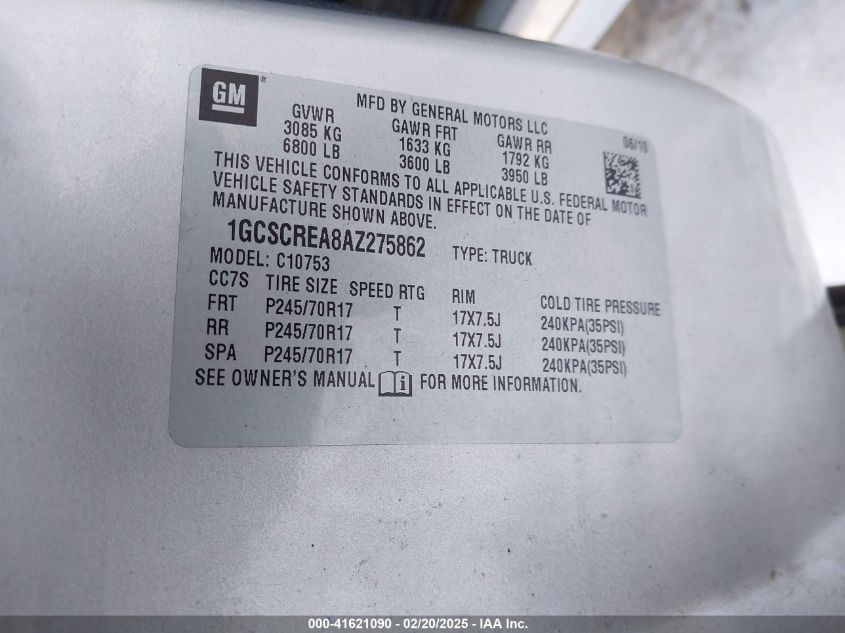 GM
MFD BY GENERAL MOTORS LLC
GVWR GAWR FRT GAWR RR 06/10
3085 KG 1633 KG 1792 KG
6800 LB 3600 LB 3950 LB
THIS VEHICLE CONFORMS TO ALL APPLICABLE U.S. FEDERAL MOTOR
VEHICLE SAFETY STANDARDS IN EFFECT ON THE DATE OF
MANUFACTURE SHOWN ABOVE.
1GCSCREA8AZ275862 TYPE: TRUCK
MODEL: C10753
CC7S TIRE SIZE SPEED RTG RIM COLD TIRE PRESSURE
FRT P245/70R17 T 17X7.5J 240KPA(35PSI)
RR P245/70R17 T 17X7.5J 240KPA(35PSI)
SPA P245/70R17 T 17X7.5J 240KPA(35PSI)
SEE OWNER'S MANUAL FOR MORE INFORMATION.
000-41621090 - 02/20/2025 - IAA Inc.